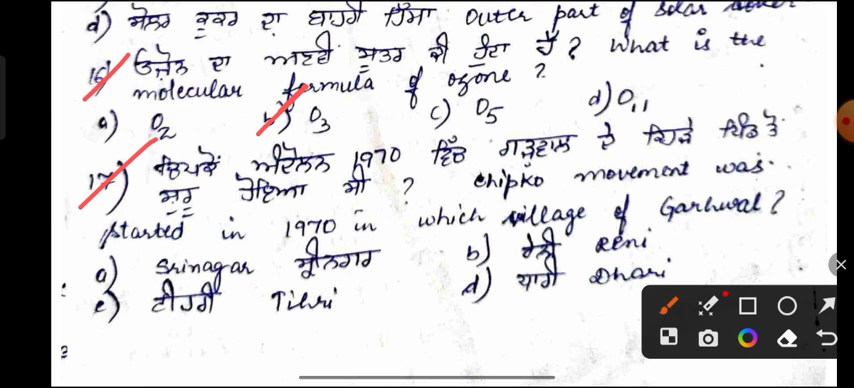 d) ਸੋਲਰ ਕੂਕਰ ਦਾ ਬਾਹਰੀ ਹਿੱਸਾ Outer part of Solar
16) ਓਜ਼ੋਨ ਦਾ ਅਣਵੀਂ ਸੂਤਰ ਕੀ ਹੁੰਦਾ ਹੈ? What is the
molecular formula of ozone?
a) O2 b) O3 c) O5 d) O11
17) ਚਿਪਕੋ ਅੰਦੋਲਨ 1970 ਵਿੱਚ ਗੜ੍ਹਵਾਲ ਦੇ ਕਿਹੜੇ ਪਿੰਡ ਤੋਂ
ਸ਼ੁਰੂ ਹੋਇਆ ਸੀ? chipko movement was
started in 1970 in which village of Garhwal?
a) Srinagar ਸ੍ਰੀਨਗਰ b) ਰੇਨੀ Reni
c) ਟੀਹਰੀ Tihri d) ਧਾਰੀ Dhari